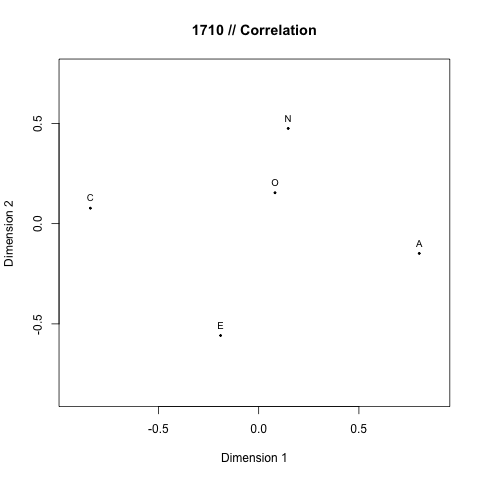 1710 // Correlation
N
O
C
A
E
0.5
0.0
-0.5
Dimension 2
-0.5
0.0
0.5
Dimension 1